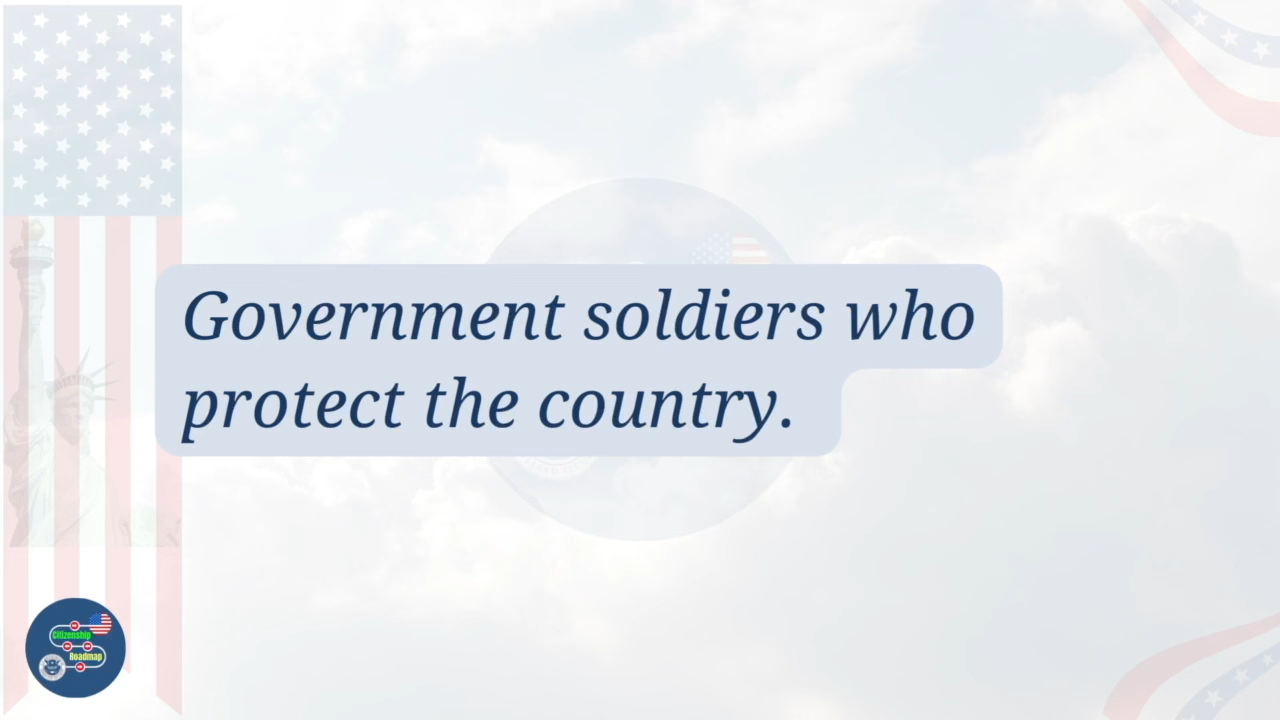 Government soldiers who
protect the country.
Citizenship
Roadmap